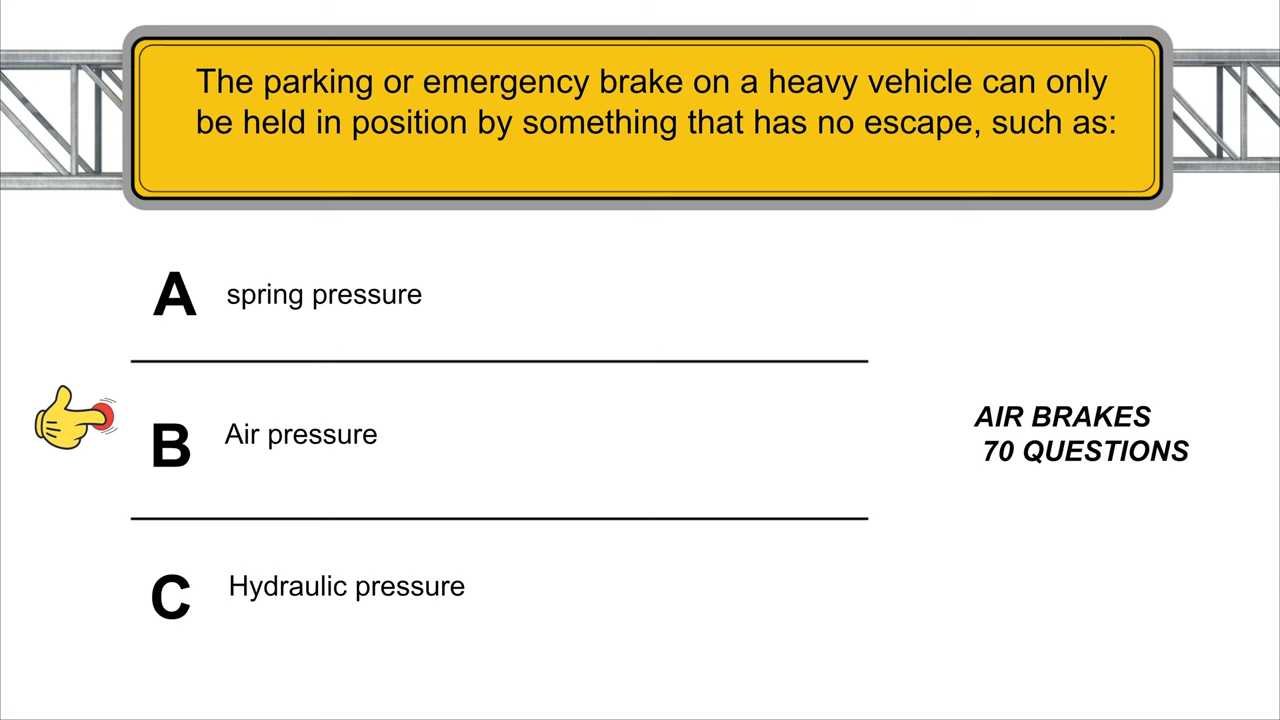 The parking or emergency brake on a heavy vehicle can only
be held in position by something that has no escape, such as:
A spring pressure
B Air pressure
AIR BRAKES
70 QUESTIONS
C Hydraulic pressure